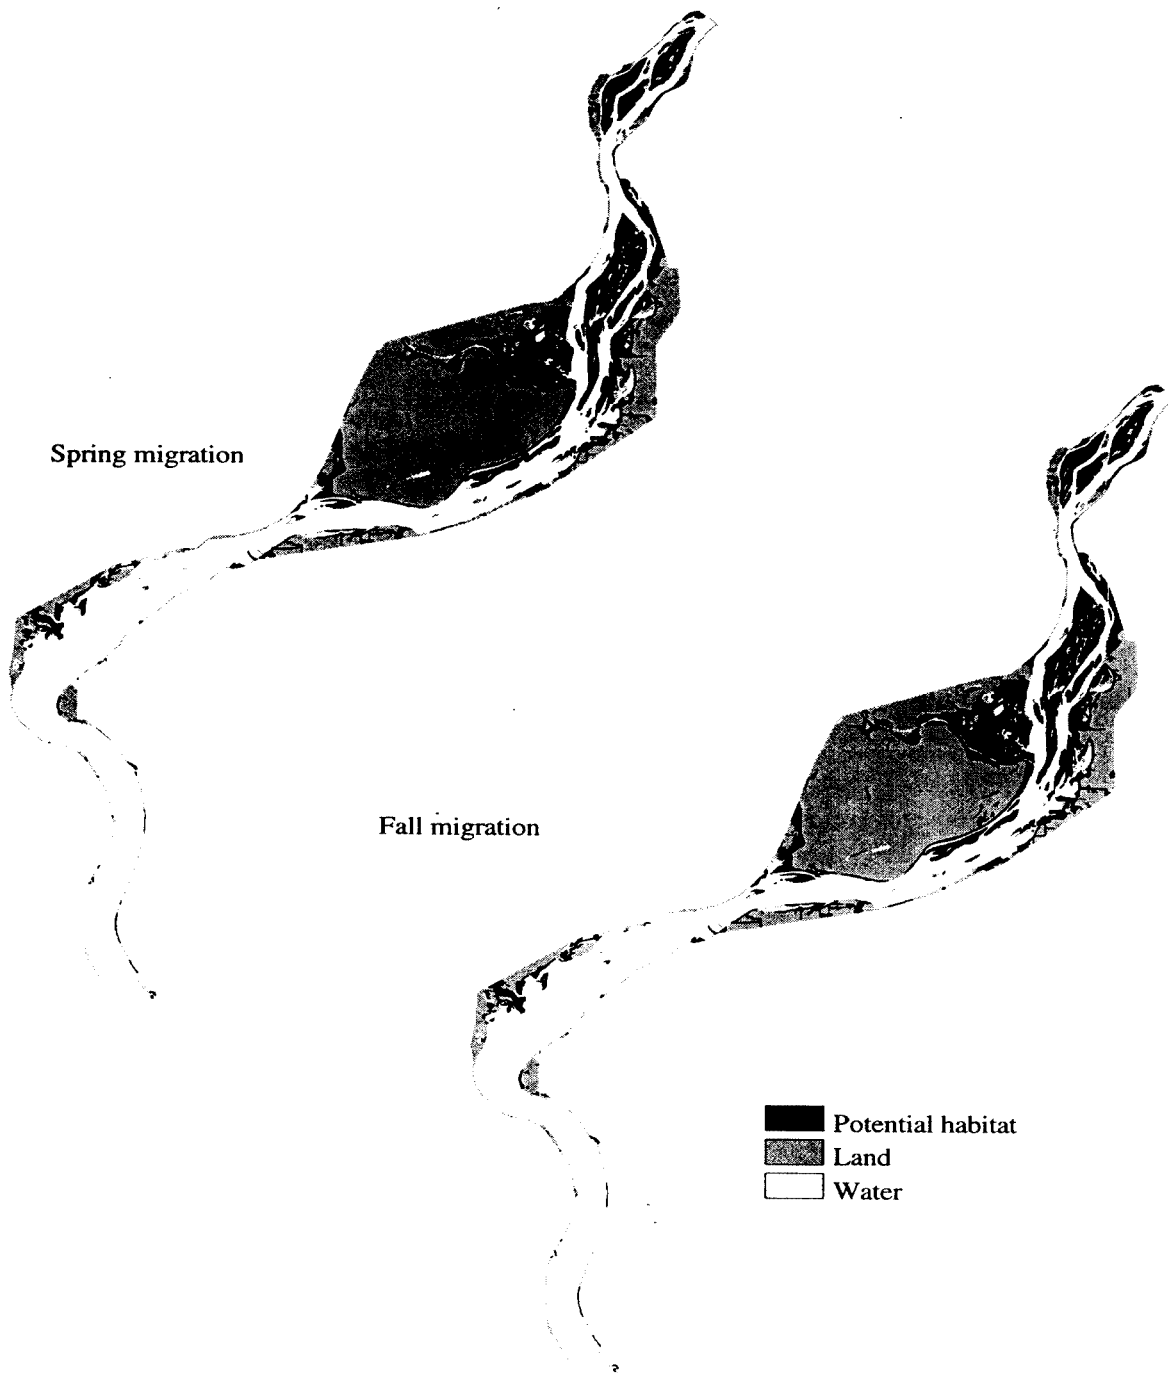 Spring migration
Fall migration
Potential habitat
Land
Water